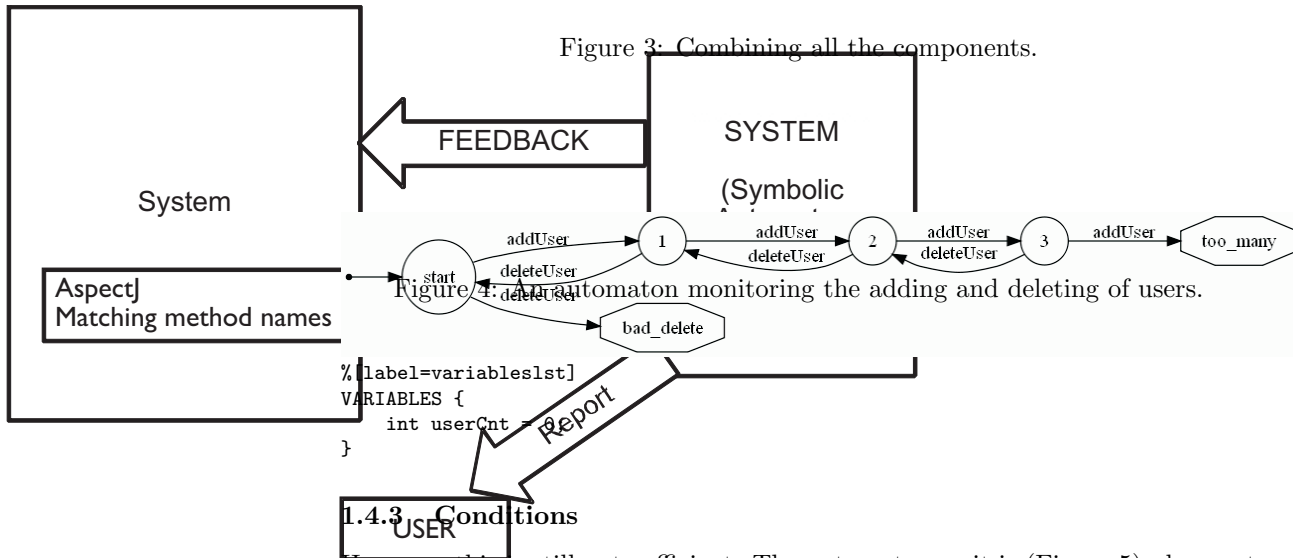 Figure 3: Combining all the components.
FEEDBACK
SYSTEM
(Symbolic
System
addUser
1
addUser
2
addUser
3
addUser
too_many
deleteUser
deleteUser
deleteUser
start
deleteUser
AspectJ
Matching method names
Figure 4: An automaton monitoring the adding and deleting of users.
bad_delete
%[label=variableslst]
VARIABLES {
int userCnt = 0;
}
Report
1.4.3 Conditions
USER